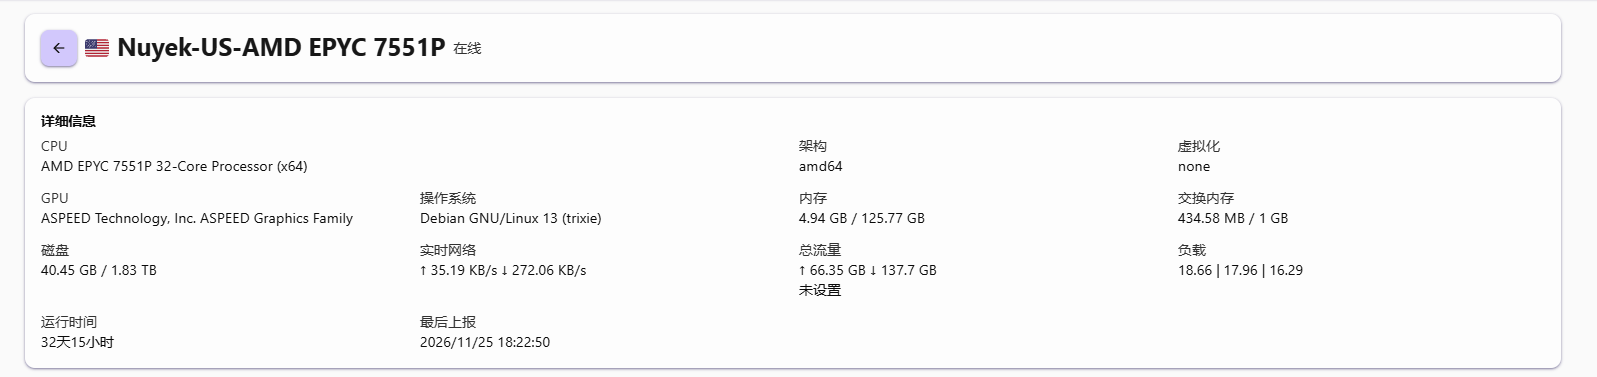 Nuyek-US-AMD EPYC 7551P 在线
详细信息
CPU
AMD EPYC 7551P 32-Core Processor (x64)
架构
amd64
虚拟化
none
GPU
ASPEED Technology, Inc. ASPEED Graphics Family
操作系统
Debian GNU/Linux 13 (trixie)
内存
4.94 GB / 125.77 GB
交换内存
434.58 MB / 1 GB
磁盘
40.45 GB / 1.83 TB
实时网络
↑ 35.19 KB/s ↓ 272.06 KB/s
总流量
↑ 66.35 GB ↓ 137.7 GB
未设置
负载
18.66 | 17.96 | 16.29
运行时间
32天15小时
最后上报
2026/11/25 18:22:50